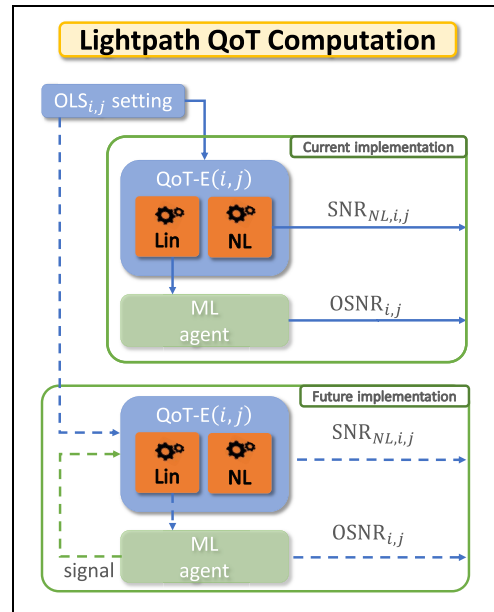 Lightpath QoT Computation
OLS_{i,j} setting
Current implementation
QoT-E(i,j)
Lin
NL
SNR_{NL,i,j}
ML
agent
OSNR_{i,j}
Future implementation
QoT-E(i,j)
Lin
NL
SNR_{NL,i,j}
ML
agent
OSNR_{i,j}
signal